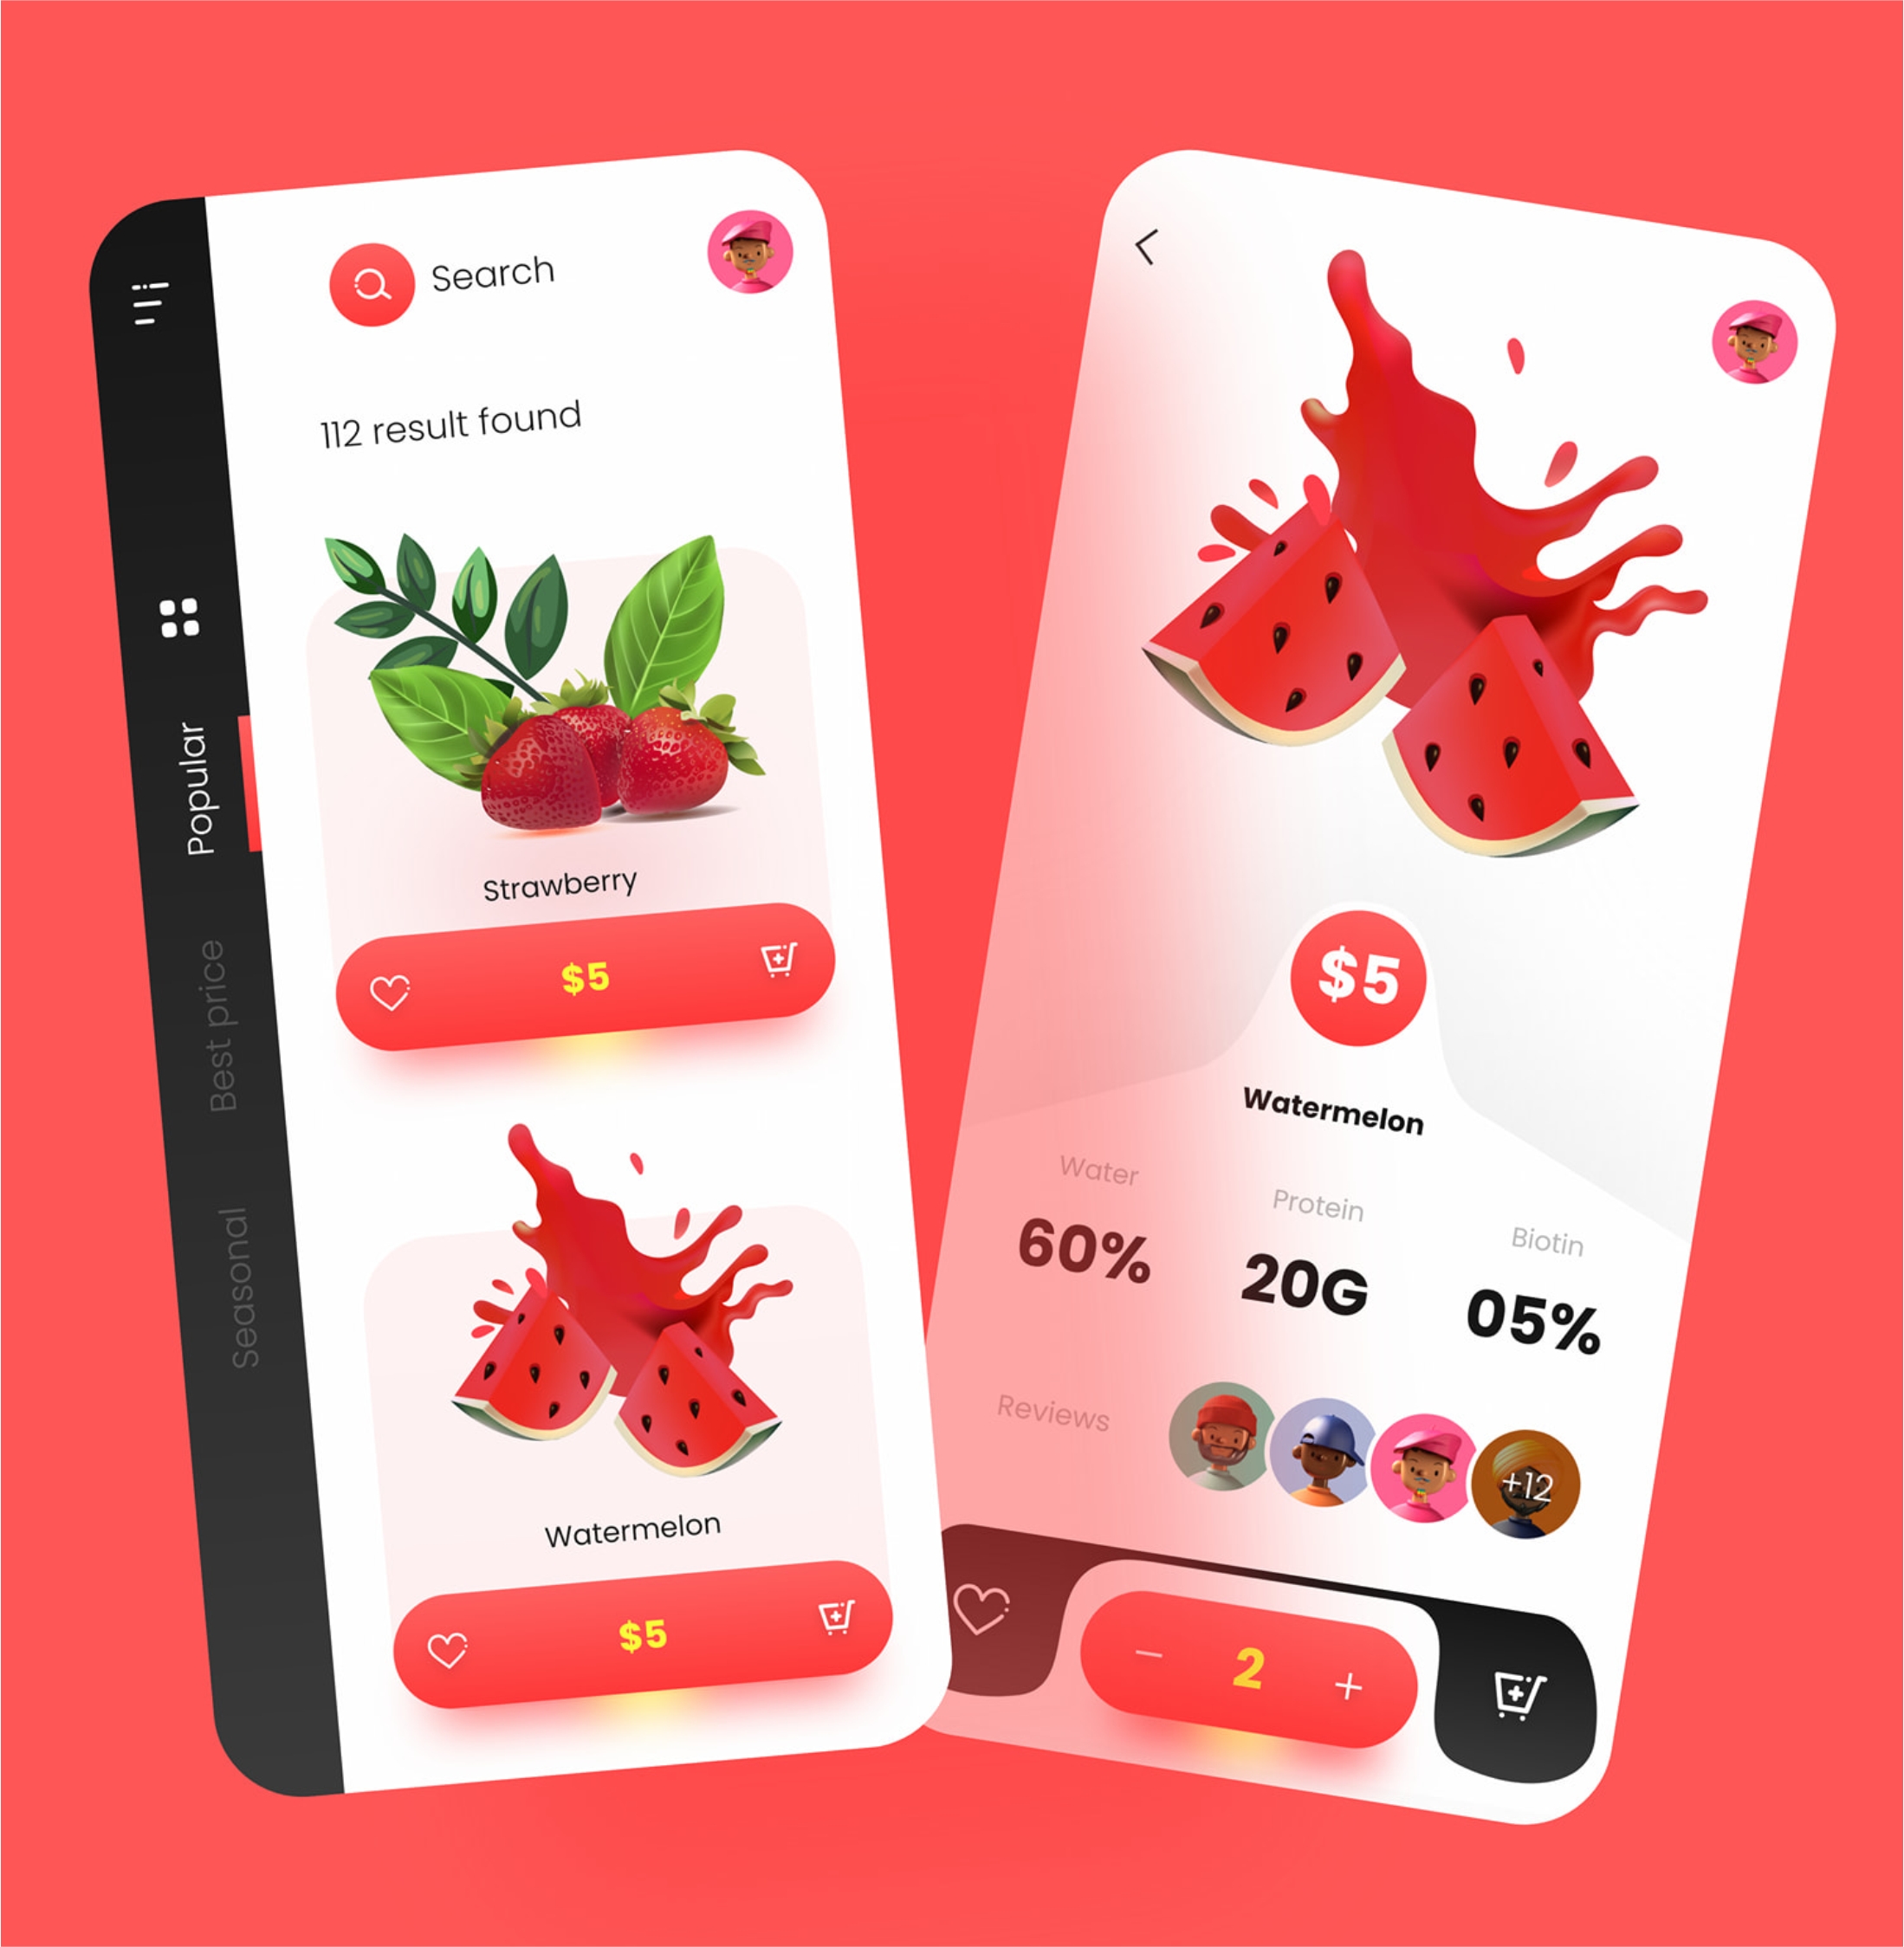 Search
112 result found
Popular
Best price
Seasonal
Strawberry
$5
Watermelon
$5
$5
Watermelon
Water
60%
Protein
20G
Biotin
05%
Reviews
+12
2